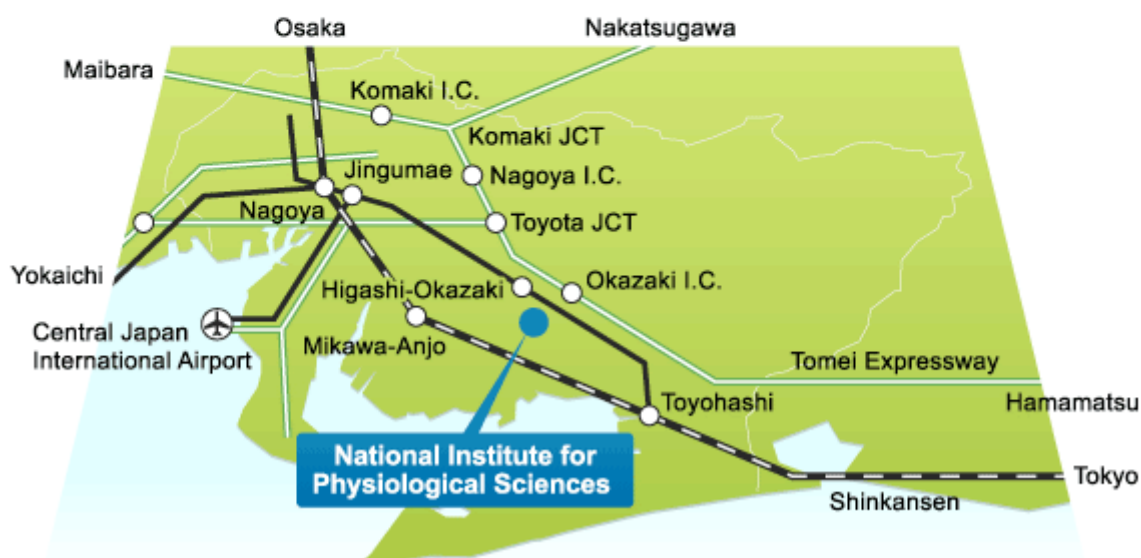 Osaka
Nakatsugawa
Maibara
Komaki I.C.
Komaki JCT
Jingumae
Nagoya I.C.
Nagoya
Toyota JCT
Yokaichi
Higashi-Okazaki
Okazaki I.C.
Central Japan
International Airport
Mikawa-Anjo
Tomei Expressway
Toyohashi
Hamamatsu
National Institute for
Physiological Sciences
Tokyo
Shinkansen